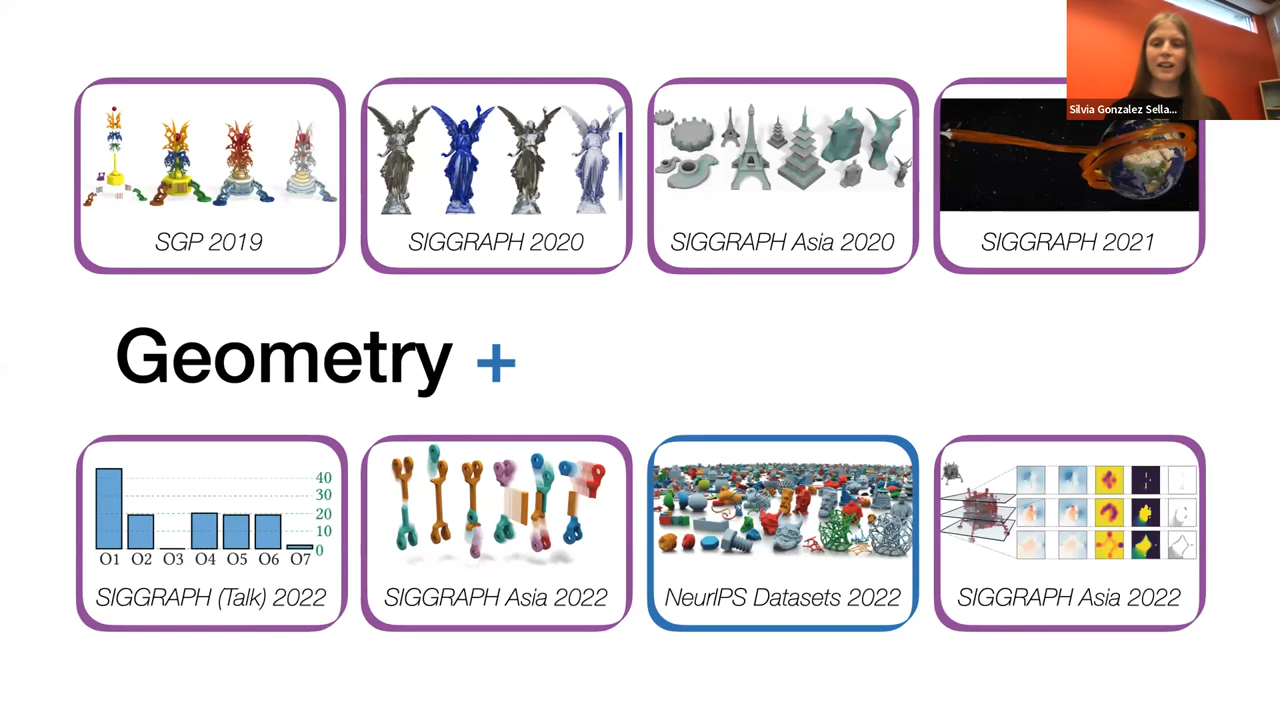 Silvia Gonzalez Sella...
SGP 2019
SIGGRAPH 2020
SIGGRAPH Asia 2020
SIGGRAPH 2021
Geometry +
40
30
20
10
0
O1 O2 O3 O4 O5 O6 O7
SIGGRAPH (Talk) 2022
SIGGRAPH Asia 2022
NeurIPS Datasets 2022
SIGGRAPH Asia 2022